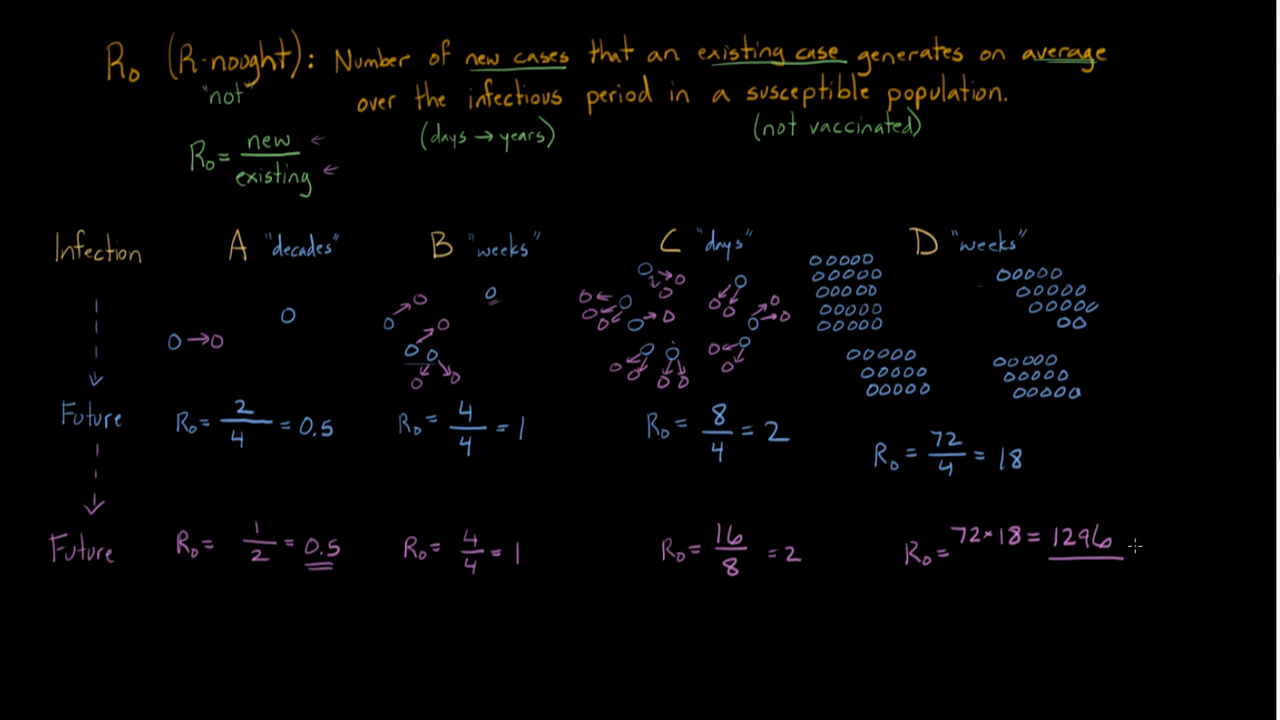 R₀ (R-nought): Number of new cases that an existing case generates on average
"not" over the infectious period in a susceptible population.
(days → years) (not vaccinated)
R₀ = new / existing
Infection A "decades" B "weeks" C "days" D "weeks"
Future R₀ = 2/4 = 0.5 R₀ = 4/4 = 1 R₀ = 8/4 = 2 R₀ = 72/4 = 18
Future R₀ = 1/2 = 0.5 R₀ = 4/4 = 1 R₀ = 16/8 = 2 R₀ = 72×18 = 1296